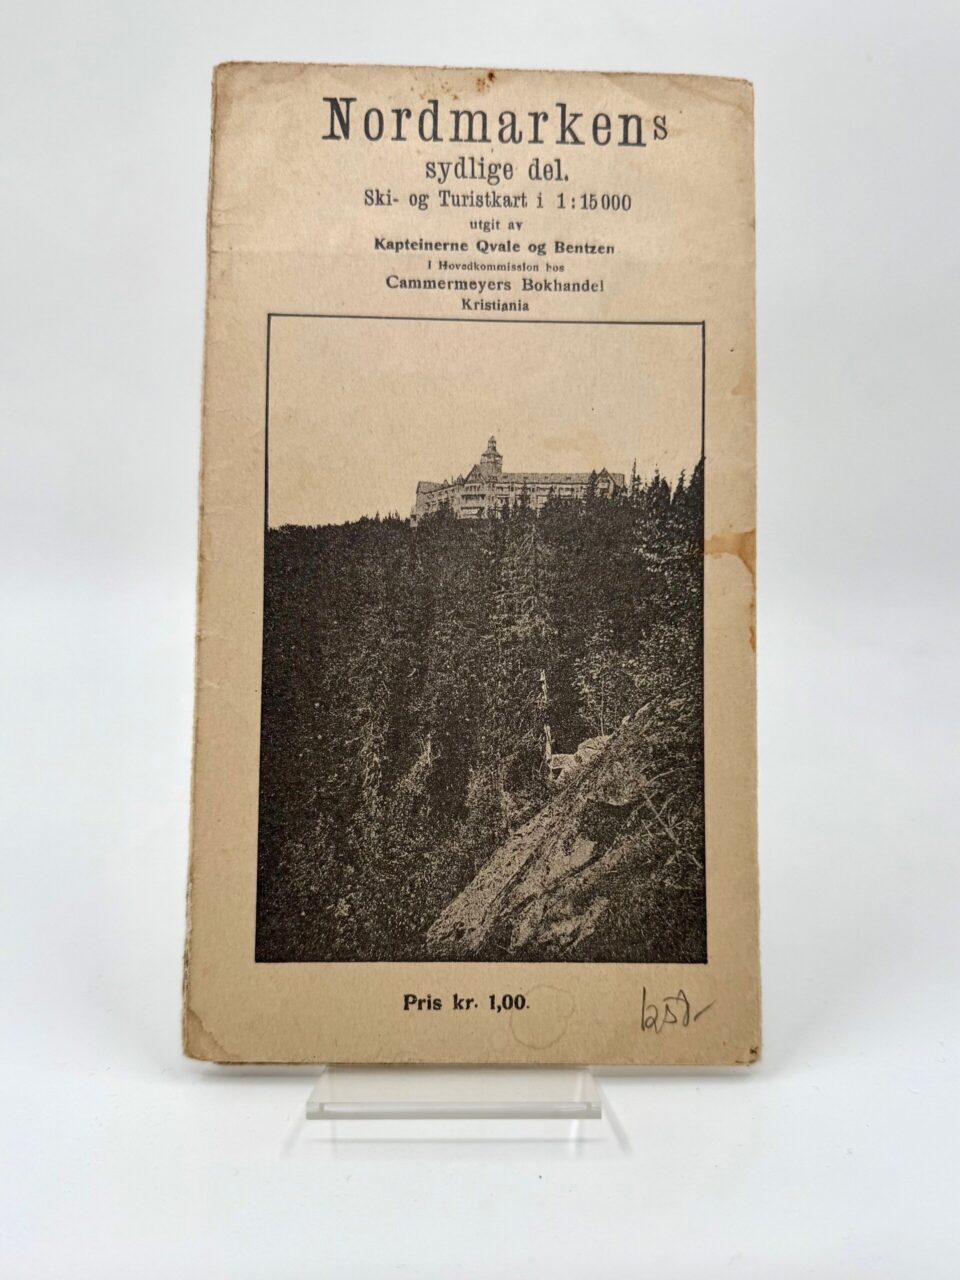 Nordmarkens
sydlige del.
Ski- og Turistkart i 1:15000
utgit av
Kapteinerne Qvale og Bentzen
I Hovedkommission hos
Cammermeyers Bokhandel
Kristiania
Pris kr. 1,00.